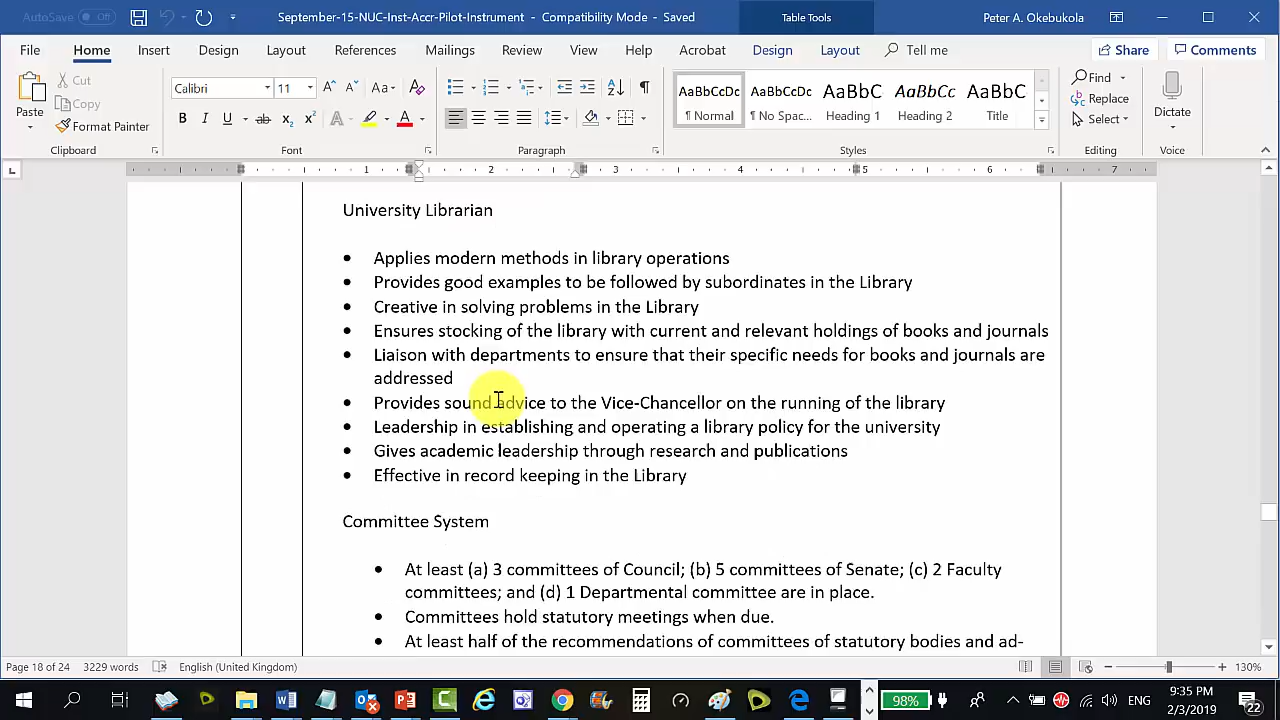 AutoSave Off
September-15-NUC-Inst-Accr-Pilot-Instrument - Compatibility Mode - Saved
Table Tools
Peter A. Okebukola
File Home Insert Design Layout References Mailings Review View Help Acrobat Design Layout Tell me Share Comments
Paste
Cut
Copy
Format Painter
Clipboard
Calibri 11
Font
Paragraph
AaBbCcDc AaBbCcDc AaBbC AaBbCc AaBbC
¶ Normal ¶ No Spac... Heading 1 Heading 2 Title
Styles
Find
Replace
Select
Editing
Dictate
Voice
1 2 3 4 5 6 7
University Librarian
• Applies modern methods in library operations
• Provides good examples to be followed by subordinates in the Library
• Creative in solving problems in the Library
• Ensures stocking of the library with current and relevant holdings of books and journals
• Liaison with departments to ensure that their specific needs for books and journals are
addressed
• Provides sound advice to the Vice-Chancellor on the running of the library
• Leadership in establishing and operating a library policy for the university
• Gives academic leadership through research and publications
• Effective in record keeping in the Library
Committee System
• At least (a) 3 committees of Council; (b) 5 committees of Senate; (c) 2 Faculty
committees; and (d) 1 Departmental committee are in place.
• Committees hold statutory meetings when due.
• At least half of the recommendations of committees of statutory bodies and ad-
Page 18 of 24 3229 words English (United Kingdom) 130%
98% ENG 9:35 PM
2/3/2019
22